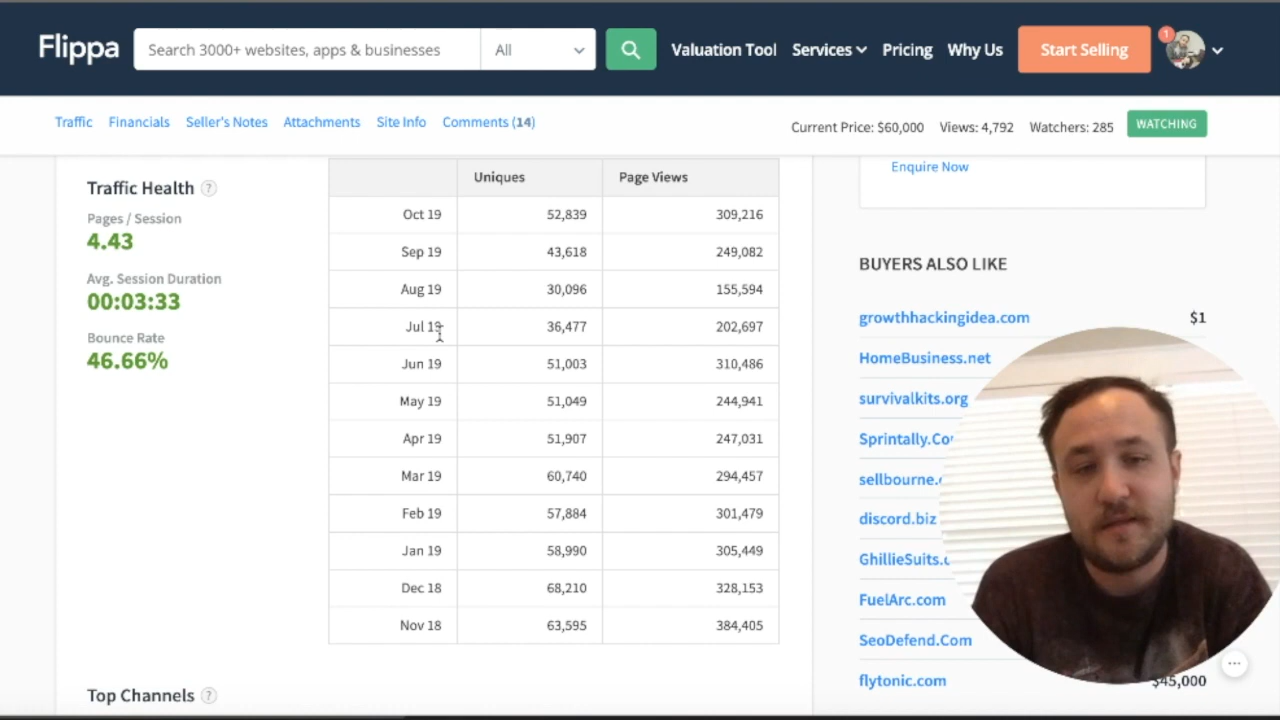 Flippa Search 3000+ websites, apps & businesses All Valuation Tool Services Pricing Why Us Start Selling 1
Traffic Financials Seller's Notes Attachments Site Info Comments (14) Current Price: $60,000 Views: 4,792 Watchers: 285 WATCHING
Traffic Health ?
Pages / Session
4.43
Avg. Session Duration
00:03:33
Bounce Rate
46.66%
Uniques Page Views
Oct 19 52,839 309,216
Sep 19 43,618 249,082
Aug 19 30,096 155,594
Jul 19 36,477 202,697
Jun 19 51,003 310,486
May 19 51,049 244,941
Apr 19 51,907 247,031
Mar 19 60,740 294,457
Feb 19 57,884 301,479
Jan 19 58,990 305,449
Dec 18 68,210 328,153
Nov 18 63,595 384,405
Top Channels ?
Enquire Now
BUYERS ALSO LIKE
growthhackingidea.com $1
HomeBusiness.net
survivalkits.org
discord.biz
FuelArc.com
SeoDefend.Com
flytonic.com $45,000